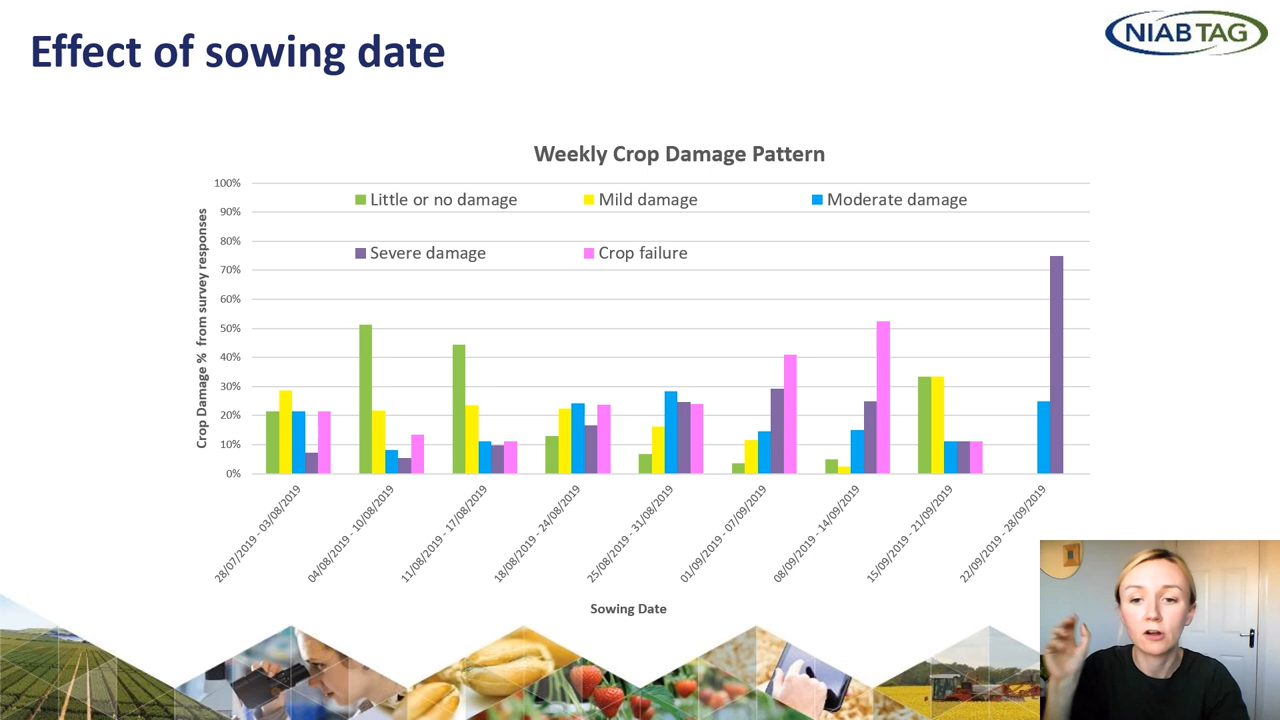 Effect of sowing date
NIAB TAG
Weekly Crop Damage Pattern
100%
90%
80%
70%
60%
50%
40%
30%
20%
10%
0%
Crop Damage % from survey responses
Little or no damage
Mild damage
Moderate damage
Severe damage
Crop failure
28/07/2019 - 03/08/2019
04/08/2019 - 10/08/2019
11/08/2019 - 17/08/2019
18/08/2019 - 24/08/2019
25/08/2019 - 31/08/2019
01/09/2019 - 07/09/2019
08/09/2019 - 14/09/2019
15/09/2019 - 21/09/2019
22/09/2019 - 28/09/2019
Sowing Date